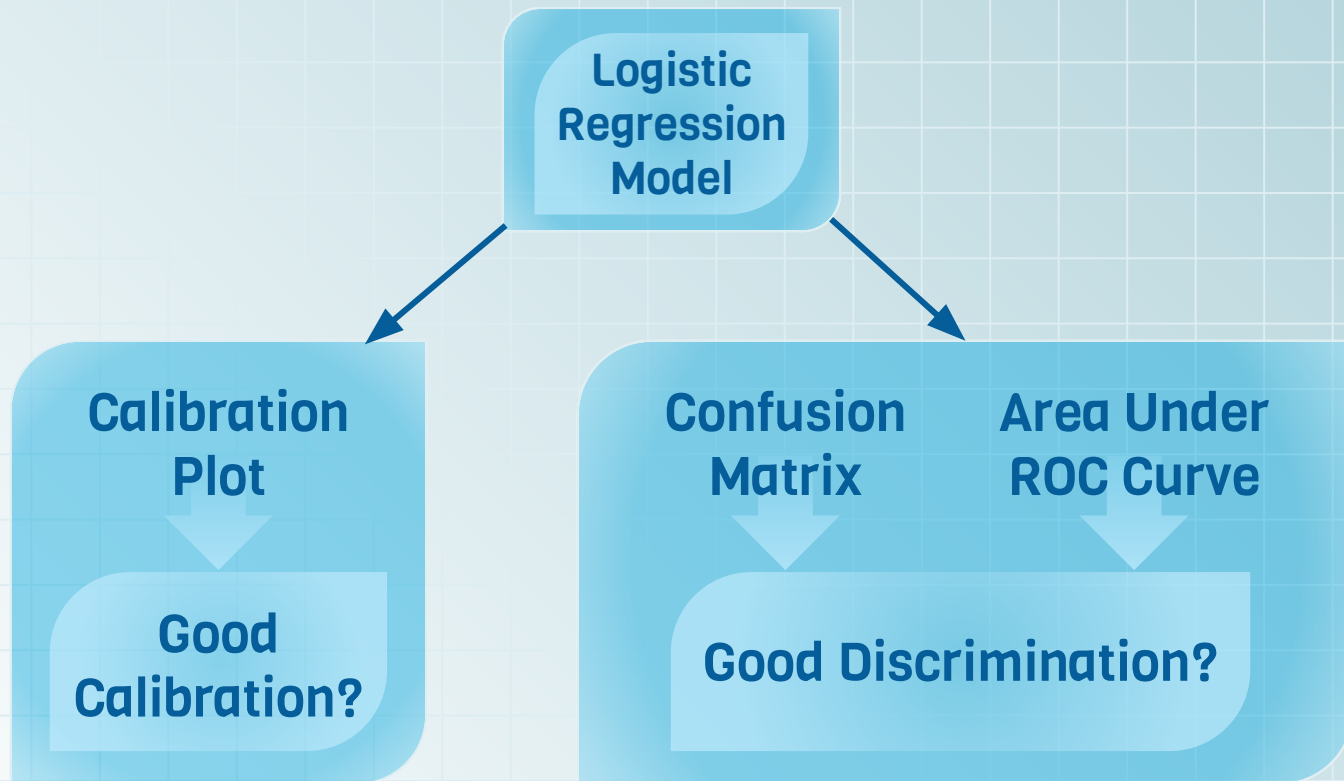 Logistic
Regression
Model
Calibration
Plot
Good
Calibration?
Confusion
Matrix
Area Under
ROC Curve
Good Discrimination?